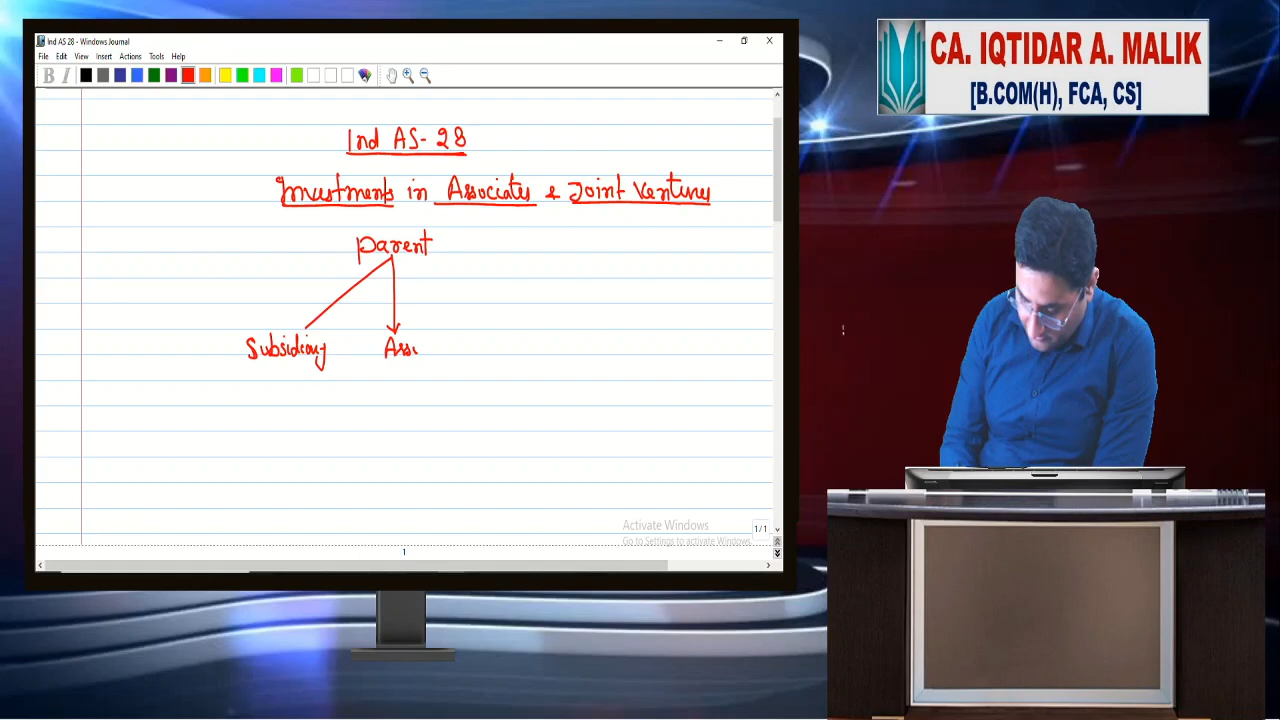 Ind AS 28 - Windows Journal
File Edit View Insert Actions Tools Help
B I
Ind AS-28
Investments in Associates & Joint Ventures
Parent
Subsidiary Asso
1/1
Activate Windows
Go to Settings to activate Windows.
1
CA. IQTIDAR A. MALIK
[B.COM(H), FCA, CS]